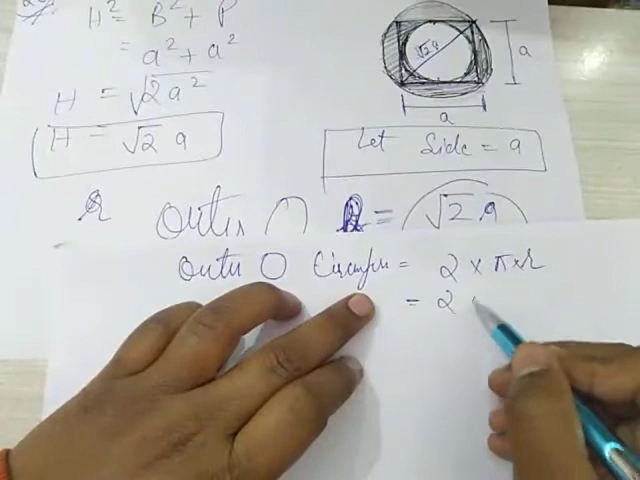 H² = B² + P
= a² + a²
H = √2a²
H = √2 a
√2a
a
a
Let Side = a
Outer
= √2 a
Outer Circumfer = 2 × π × r
= 2